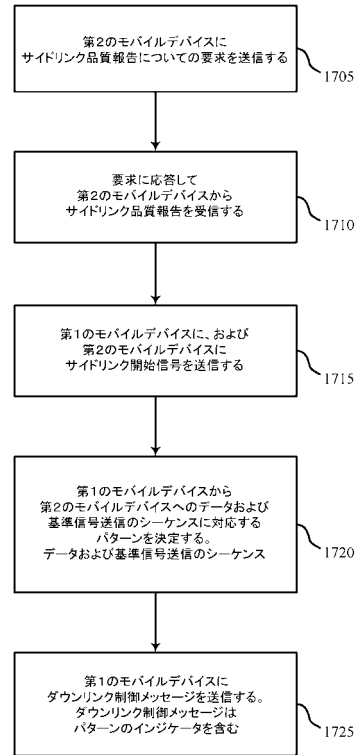 第2のモバイルデバイスに
サイドリンク品質報告についての要求を送信する
1705
要求に応答して
第2のモバイルデバイスから
サイドリンク品質報告を受信する
1710
第1のモバイルデバイスに、および
第2のモバイルデバイスに
サイドリンク開始信号を送信する
1715
第1のモバイルデバイスから
第2のモバイルデバイスへのデータおよび
基準信号送信のシーケンスに対応する
パターンを決定する。
データおよび基準信号送信のシーケンス
1720
第1のモバイルデバイスに
ダウンリンク制御メッセージを送信する。
ダウンリンク制御メッセージは
パターンのインジケータを含む
1725